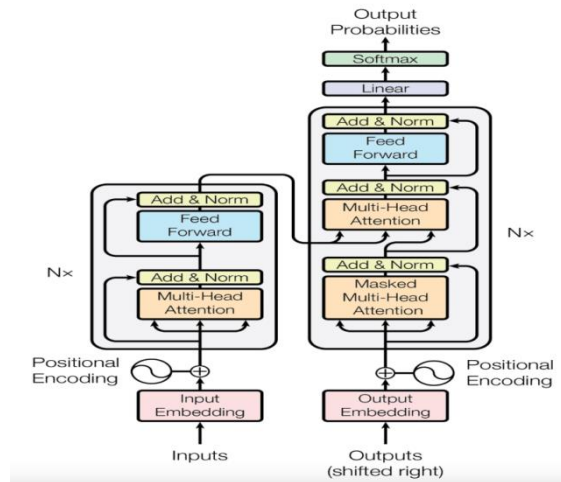 Output
Probabilities
Softmax
Linear
Add & Norm
Feed
Forward
Add & Norm
Multi-Head
Attention
Nx
Add & Norm
Masked
Multi-Head
Attention
Positional
Encoding
Output
Embedding
Outputs
(shifted right)
Add & Norm
Feed
Forward
Nx
Add & Norm
Multi-Head
Attention
Positional
Encoding
Input
Embedding
Inputs